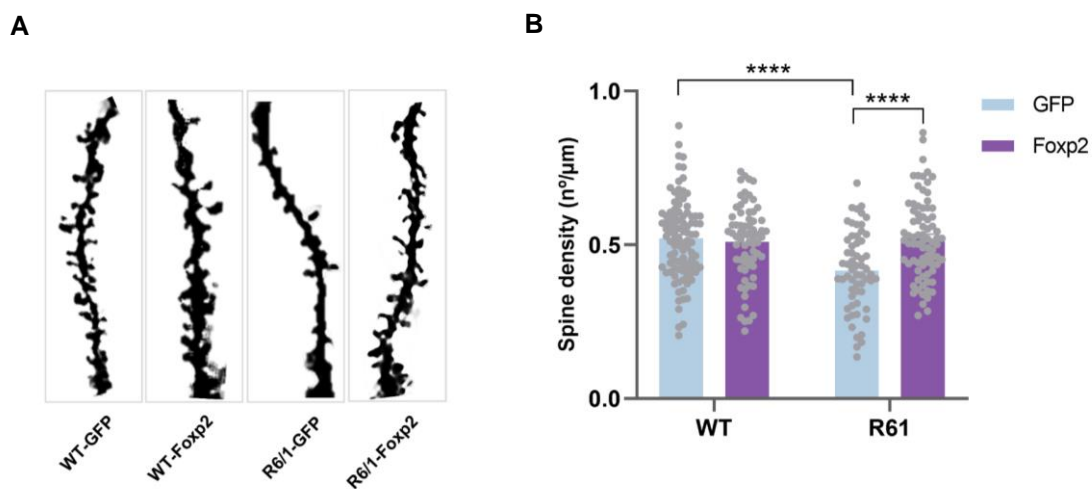 A
B
WT-GFP
WT-Foxp2
R6/1-GFP
R6/1-Foxp2
Spine density (nº/µm)
1.0
0.5
0.0
****
****
WT
R61
GFP
Foxp2